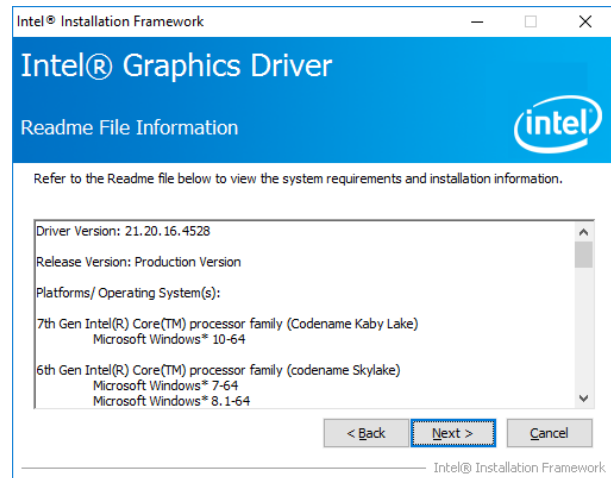 Intel® Installation Framework
Intel® Graphics Driver
Readme File Information
intel
Refer to the Readme file below to view the system requirements and installation information.
Driver Version: 21.20.16.4528
Release Version: Production Version
Platforms/ Operating System(s):
7th Gen Intel(R) Core(TM) processor family (Codename Kaby Lake)
Microsoft Windows* 10-64
6th Gen Intel(R) Core(TM) processor family (codename Skylake)
Microsoft Windows* 7-64
Microsoft Windows* 8.1-64
< Back Next > Cancel
Intel® Installation Framework